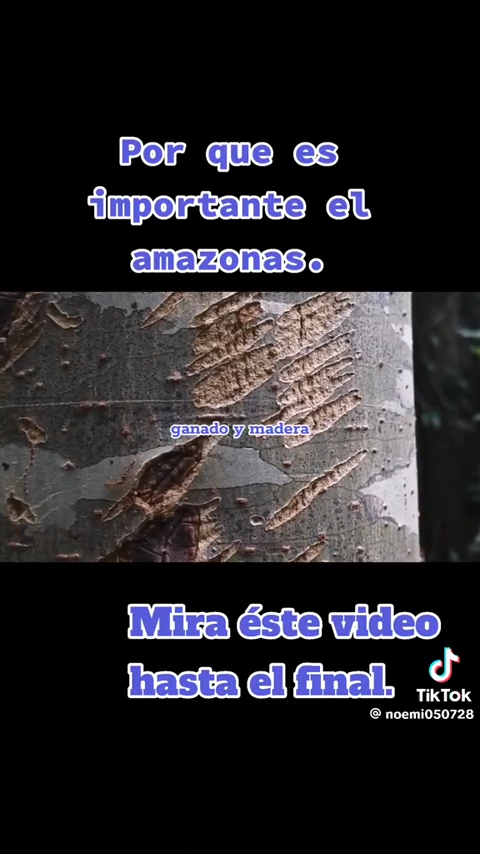 Por que es
importante el
amazonas.
ganado y madera
Mira éste video
hasta el final.
TikTok
@ noemi050728